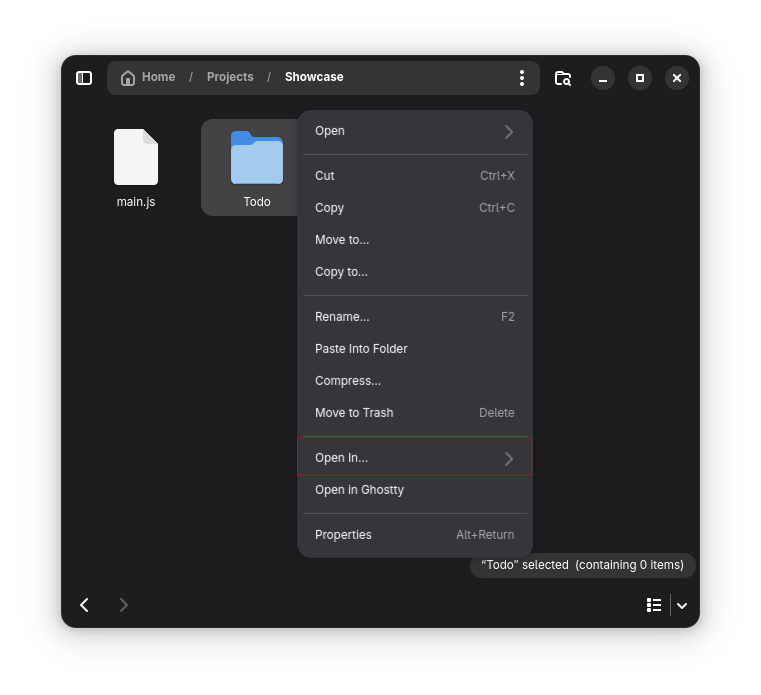 Home / Projects / Showcase
main.js
Todo
Open
Cut Ctrl+X
Copy Ctrl+C
Move to...
Copy to...
Rename... F2
Paste Into Folder
Compress...
Move to Trash Delete
Open In...
Open in Ghostty
Properties Alt+Return
“Todo” selected (containing 0 items)